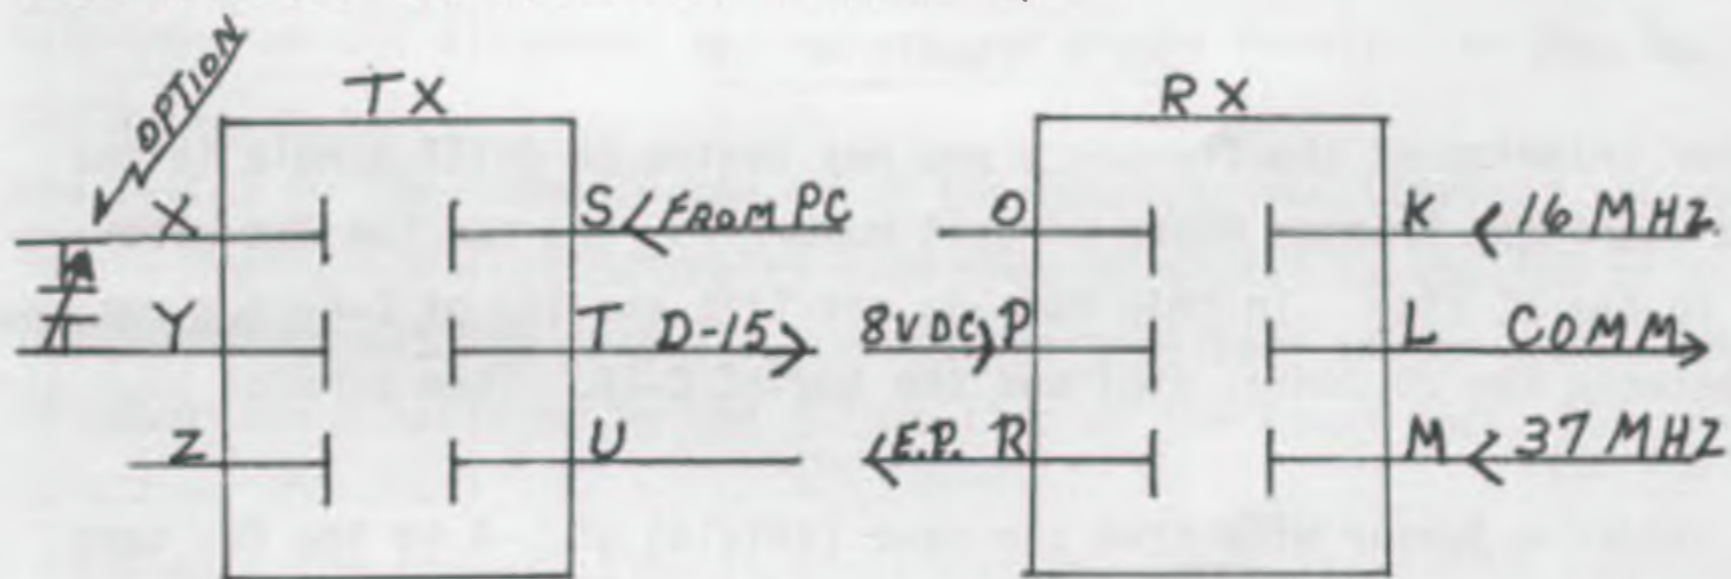 OPTION
TX
RX
X
S FROM PC
O
K 16 MHZ.
Y
T D-15
8VDC P
L COMM
Z
U
E.P. R
M 37 MHZ